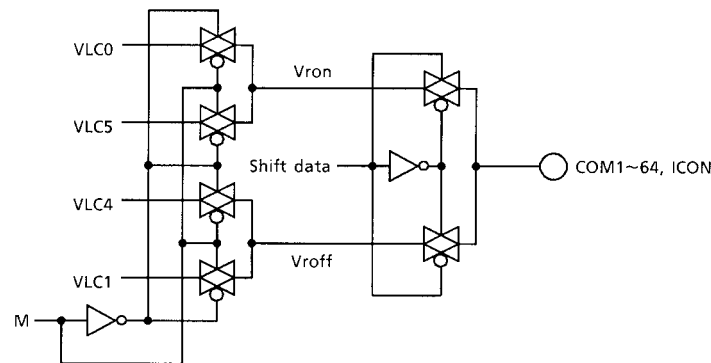 VLC0
Vron
VLC5
Shift data
COM1~64, ICON
VLC4
Vroff
VLC1
M